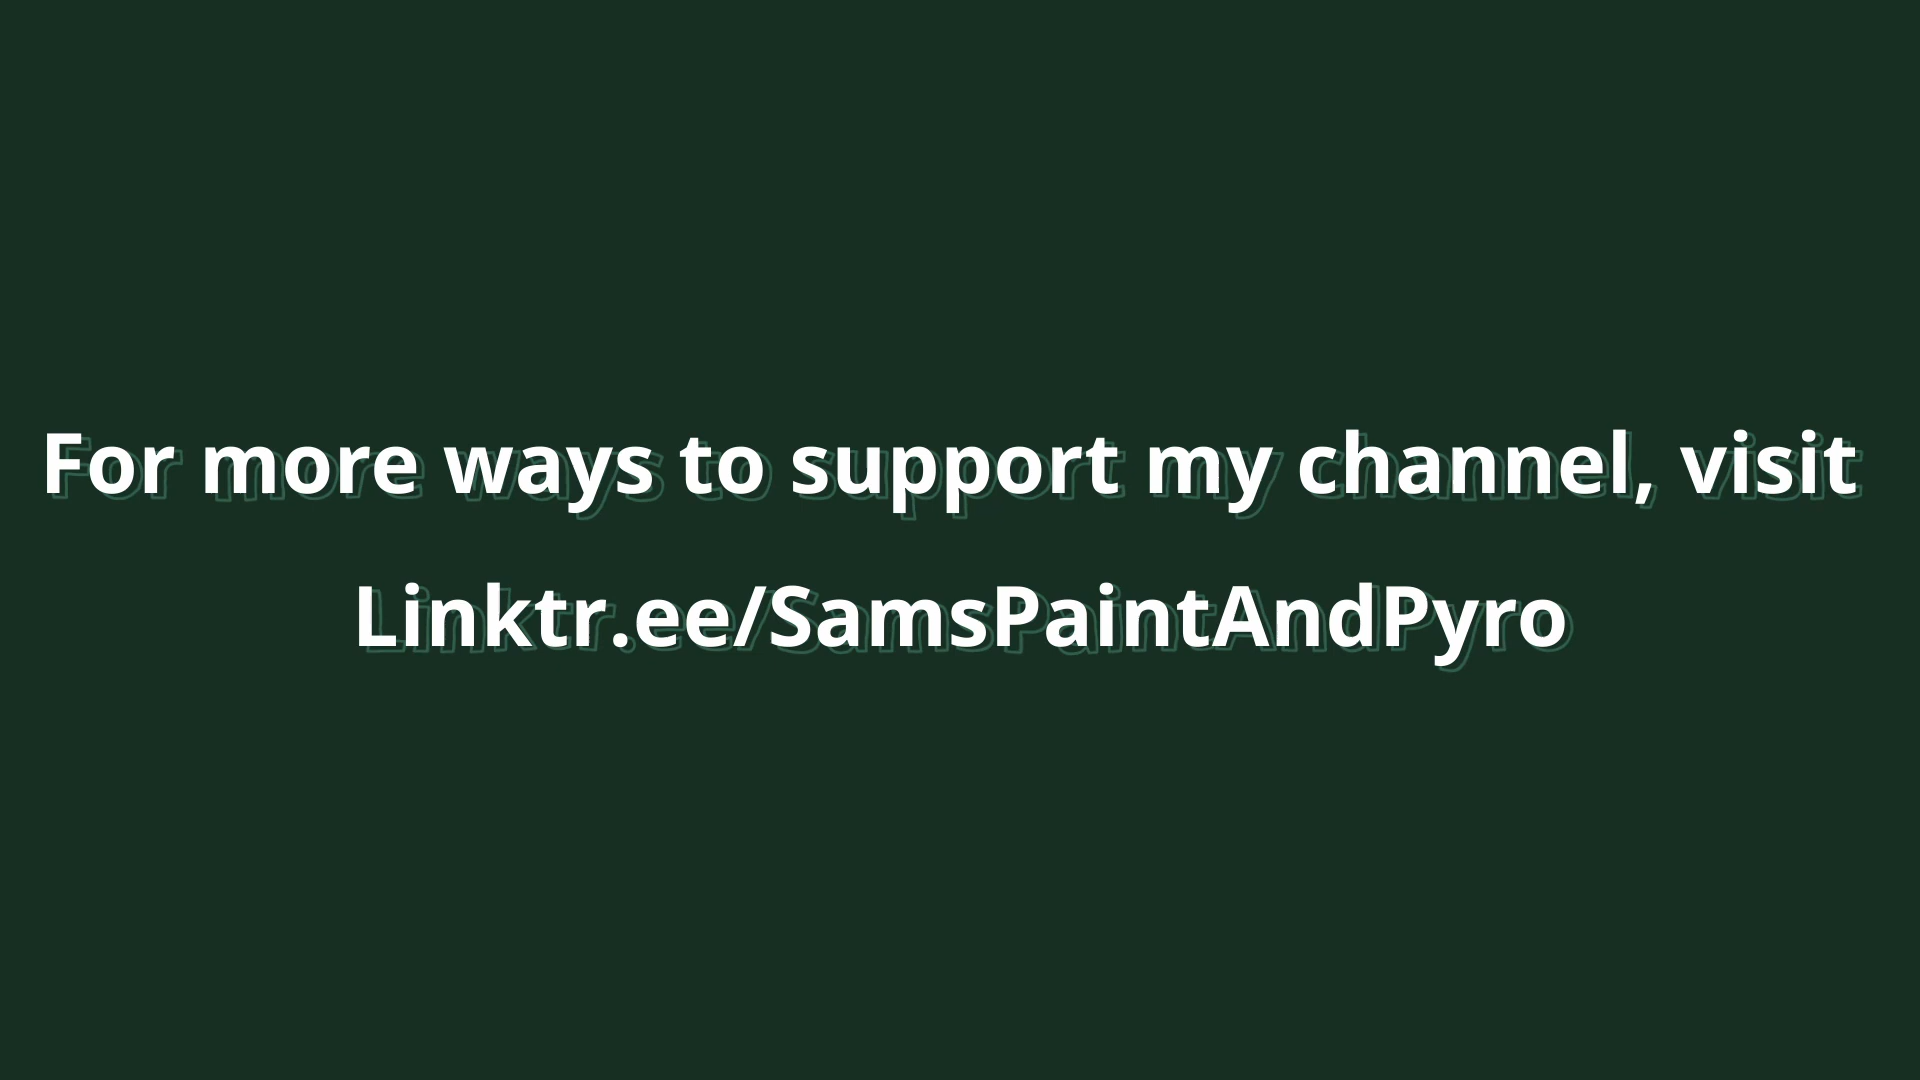 For more ways to support my channel, visit
Linktr.ee/SamsPaintAndPyro